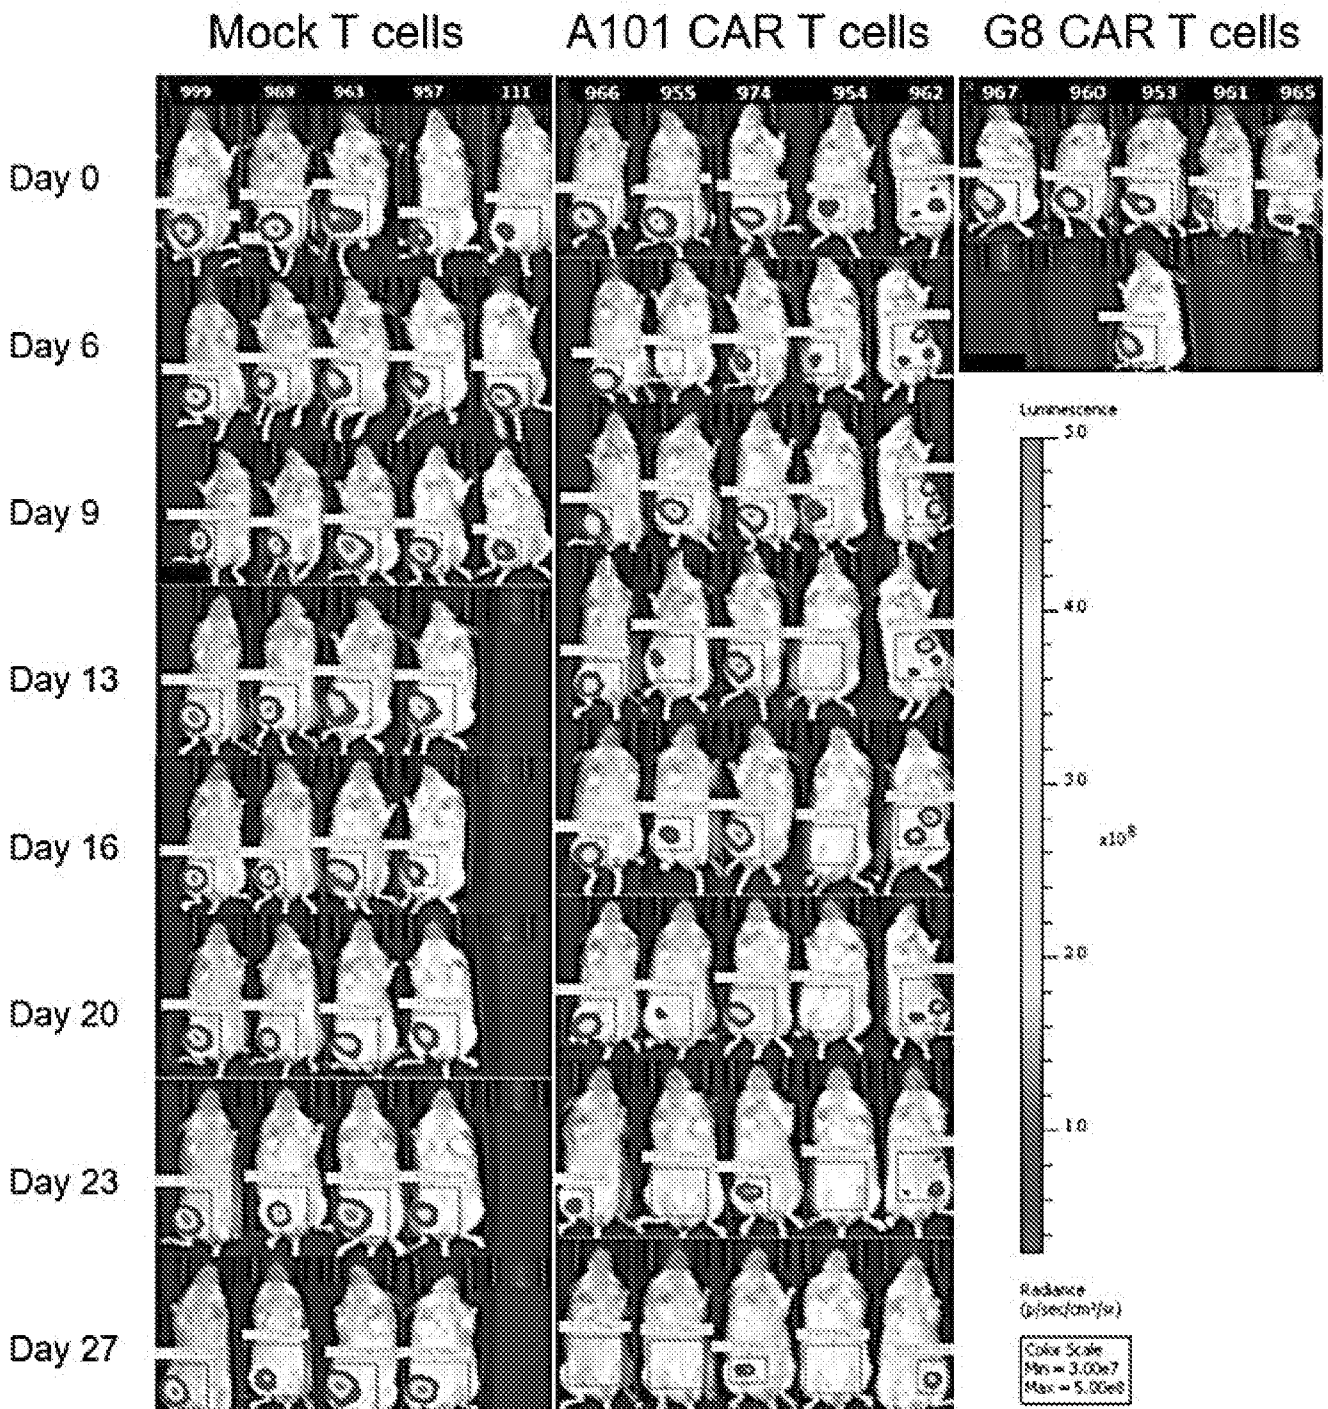 Mock T cells A101 CAR T cells G8 CAR T cells
999 969 963 957 111 966 955 974 954 962 967 960 953 961 965
Day 0
Day 6
Day 9
Day 13
Day 16
Day 20
Day 23
Day 27
Luminescence
5.0
4.0
3.0
x10⁸
2.0
1.0
Radiance
(p/sec/cm²/sr)
Color Scale
Min = 3.00e7
Max = 5.00e8